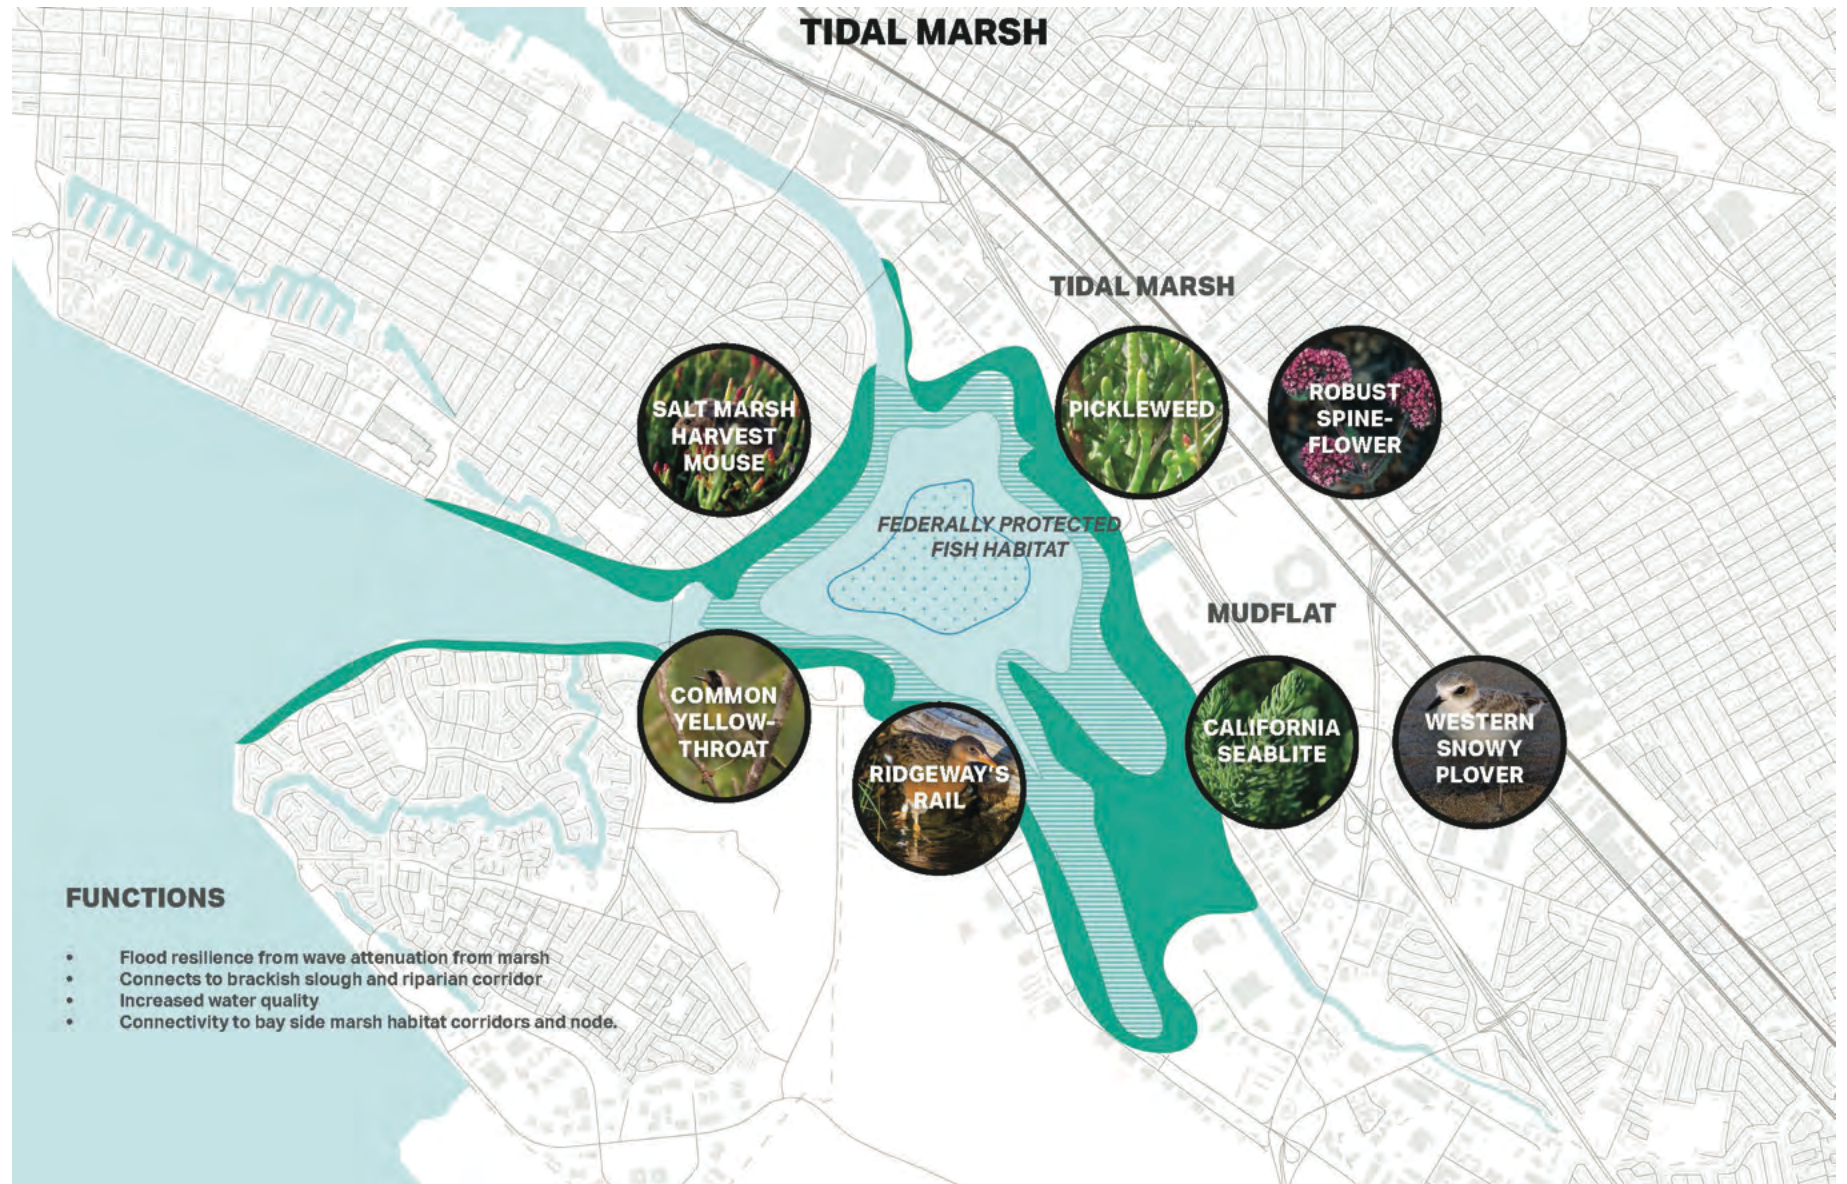 TIDAL MARSH
TIDAL MARSH
SALT MARSH
HARVEST
MOUSE
PICKLEWEED
ROBUST
SPINE-
FLOWER
FEDERALLY PROTECTED
FISH HABITAT
MUDFLAT
COMMON
YELLOW-
THROAT
RIDGEWAY'S
RAIL
CALIFORNIA
SEABLITE
WESTERN
SNOWY
PLOVER
FUNCTIONS
• Flood resilience from wave attenuation from marsh
• Connects to brackish slough and riparian corridor
• Increased water quality
• Connectivity to bay side marsh habitat corridors and node.